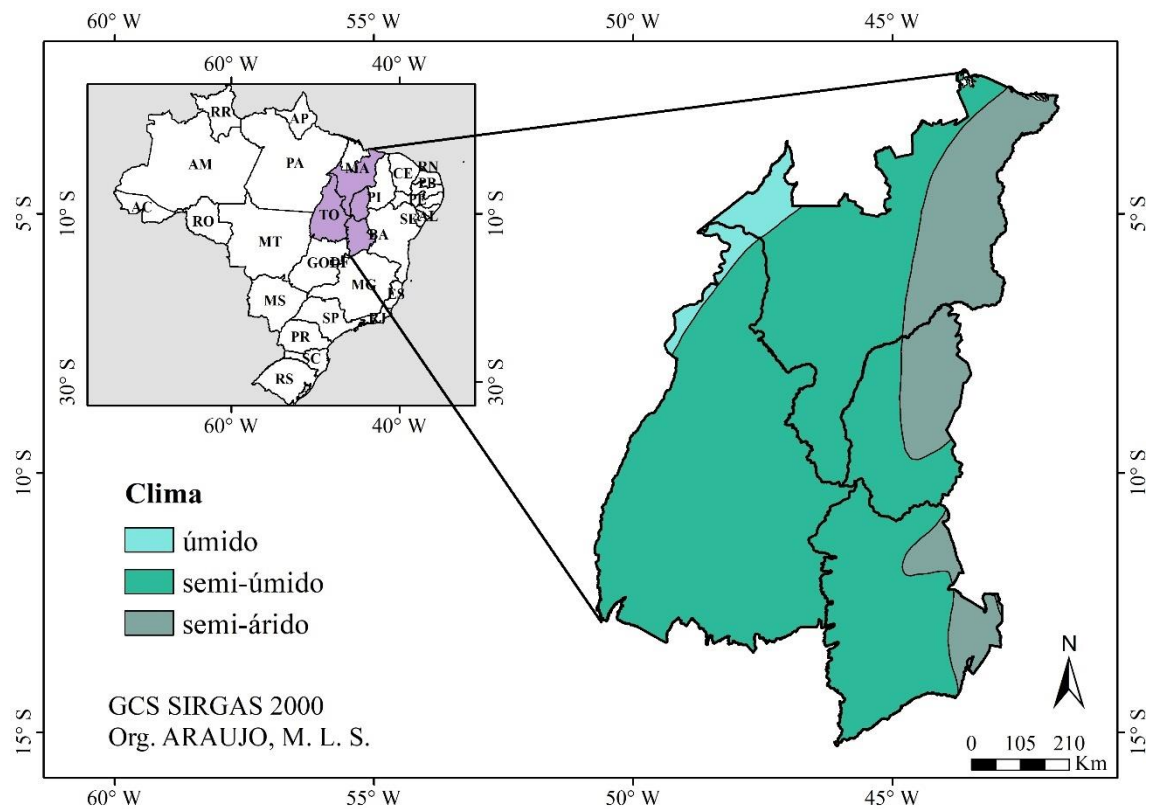 60° W 55° W 50° W 45° W
60° W 40° W
RR
AP
AM
PA
MA
CE
RN
PB
PI
PE
AC
AL
TO
SE
RO
BA
MT
GO
DF
MG
MS
ES
SP
RJ
PR
SC
RS
10° S
30° S
10° S
30° S
60° W 40° W
5° S
10° S
15° S
5° S
10° S
15° S
Clima
úmido
semi-úmido
semi-árido
GCS SIRGAS 2000
Org. ARAUJO, M. L. S.
N
0 105 210
Km
60° W 55° W 50° W 45° W